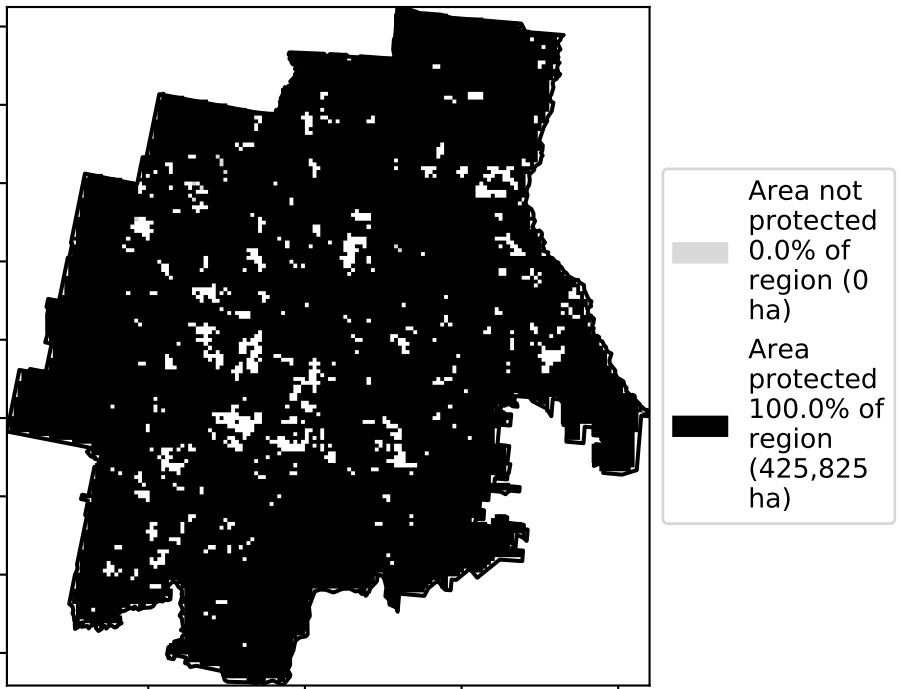 Area not
protected
0.0% of
region (0
ha)
Area
protected
100.0% of
region
(425,825
ha)